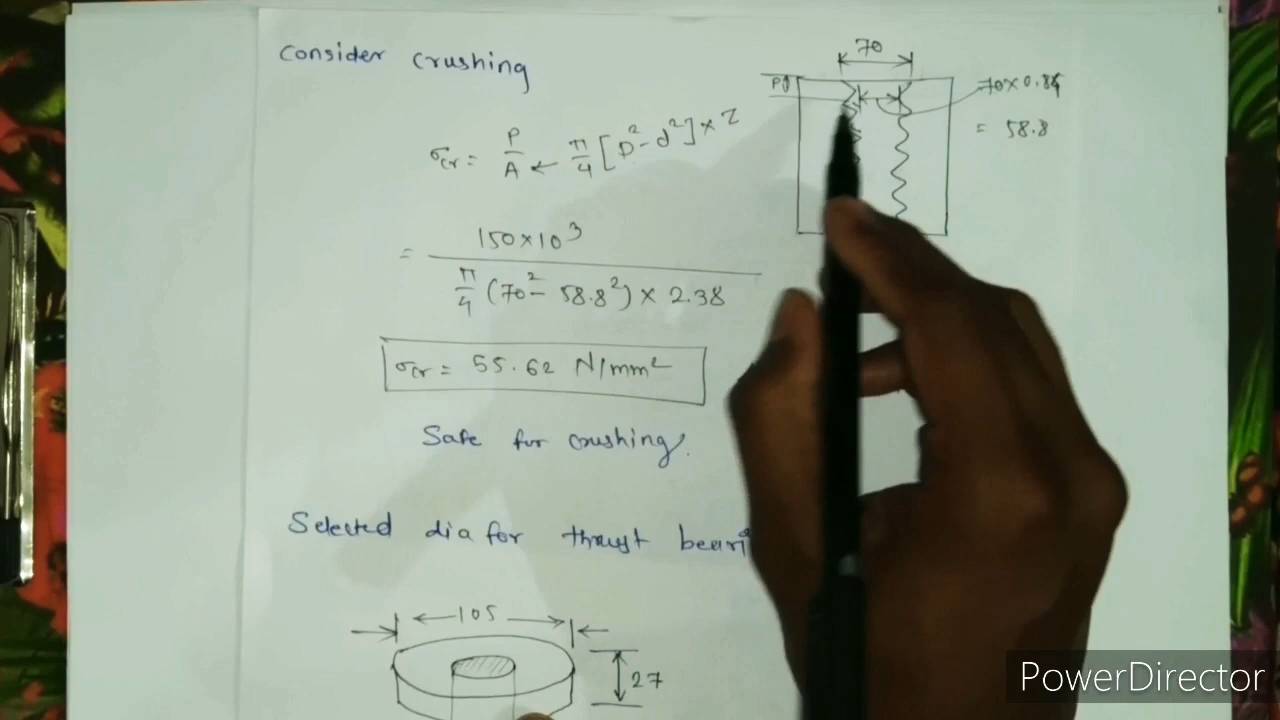 Consider crushing
σcr = P/A ← π/4 [D² - d²] × Z
= 150×10³ / π/4 (70² - 58.8²) × 2.38
σcr = 55.62 N/mm²
Safe for crushing.
Selected dia for thrust beari
105
27
70
70 × 0.84
= 58.8
PowerDirector